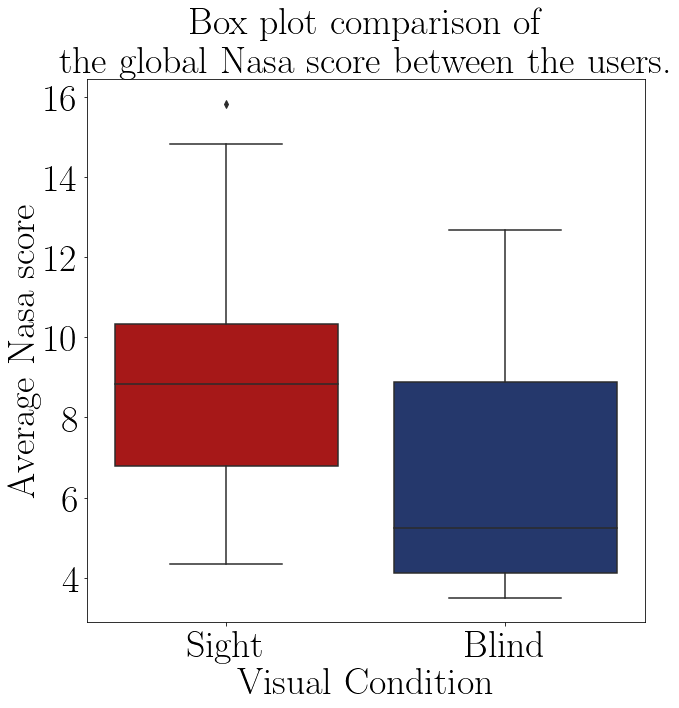 Box plot comparison of
the global Nasa score between the users.
16
14
12
10
8
6
4
Average Nasa score
Sight
Blind
Visual Condition